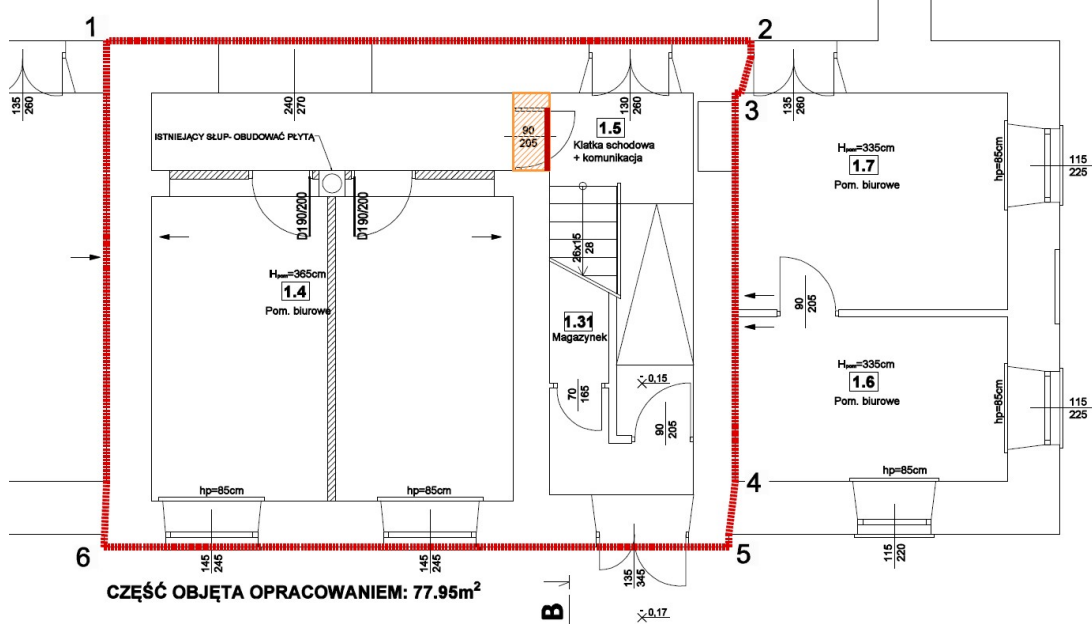 1
2
135
260
240
270
130
260
135
260
3
ISTNIEJĄCY SŁUP- OBUDOWAĆ PŁYTĄ
90
205
1.5
Klatka schodowa
+ komunikacja
Hpom=335cm
1.7
Pom. biurowe
hp=85cm
115
225
D1 90/200
D1 90/200
26x15
28
Hpom=365cm
1.4
Pom. biurowe
1.31
Magazynek
90
205
70
165
- 0,15
90
205
Hpom=335cm
1.6
Pom. biurowe
hp=85cm
115
225
hp=85cm
hp=85cm
hp=85cm
4
6
5
145
245
145
245
135
345
115
220
CZĘŚĆ OBJĘTA OPRACOWANIEM: 77.95m²
B
- 0,17